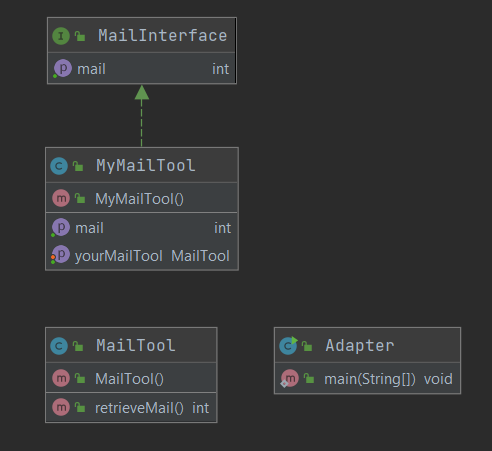 I MailInterface
p mail int
C MyMailTool
m MyMailTool()
p mail int
p yourMailTool MailTool
C MailTool
m MailTool()
m retrieveMail() int
C Adapter
m main(String[]) void